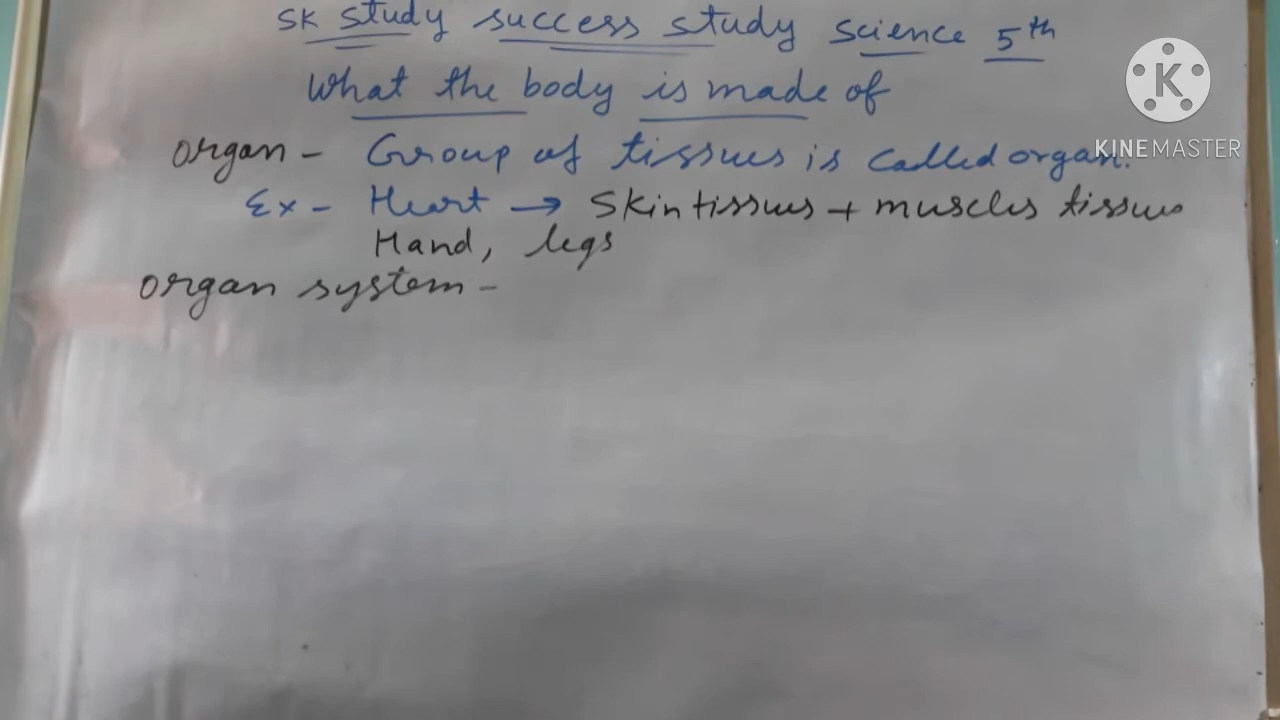 SK Study success study science 5th
What the body is made of
organ - Group of tissues is called organ.
Ex - Heart → Skin tissues + muscles tissue
Hand, legs
organ system -
K
KINEMASTER